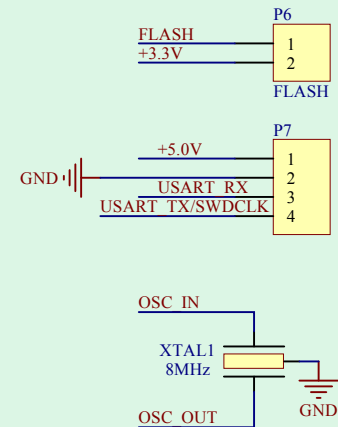 P6
FLASH 1
+3.3V 2
FLASH
P7
+5.0V 1
GND 2
USART_RX 3
USART_TX/SWDCLK 4
OSC_IN
XTAL1
8MHz
GND
OSC_OUT